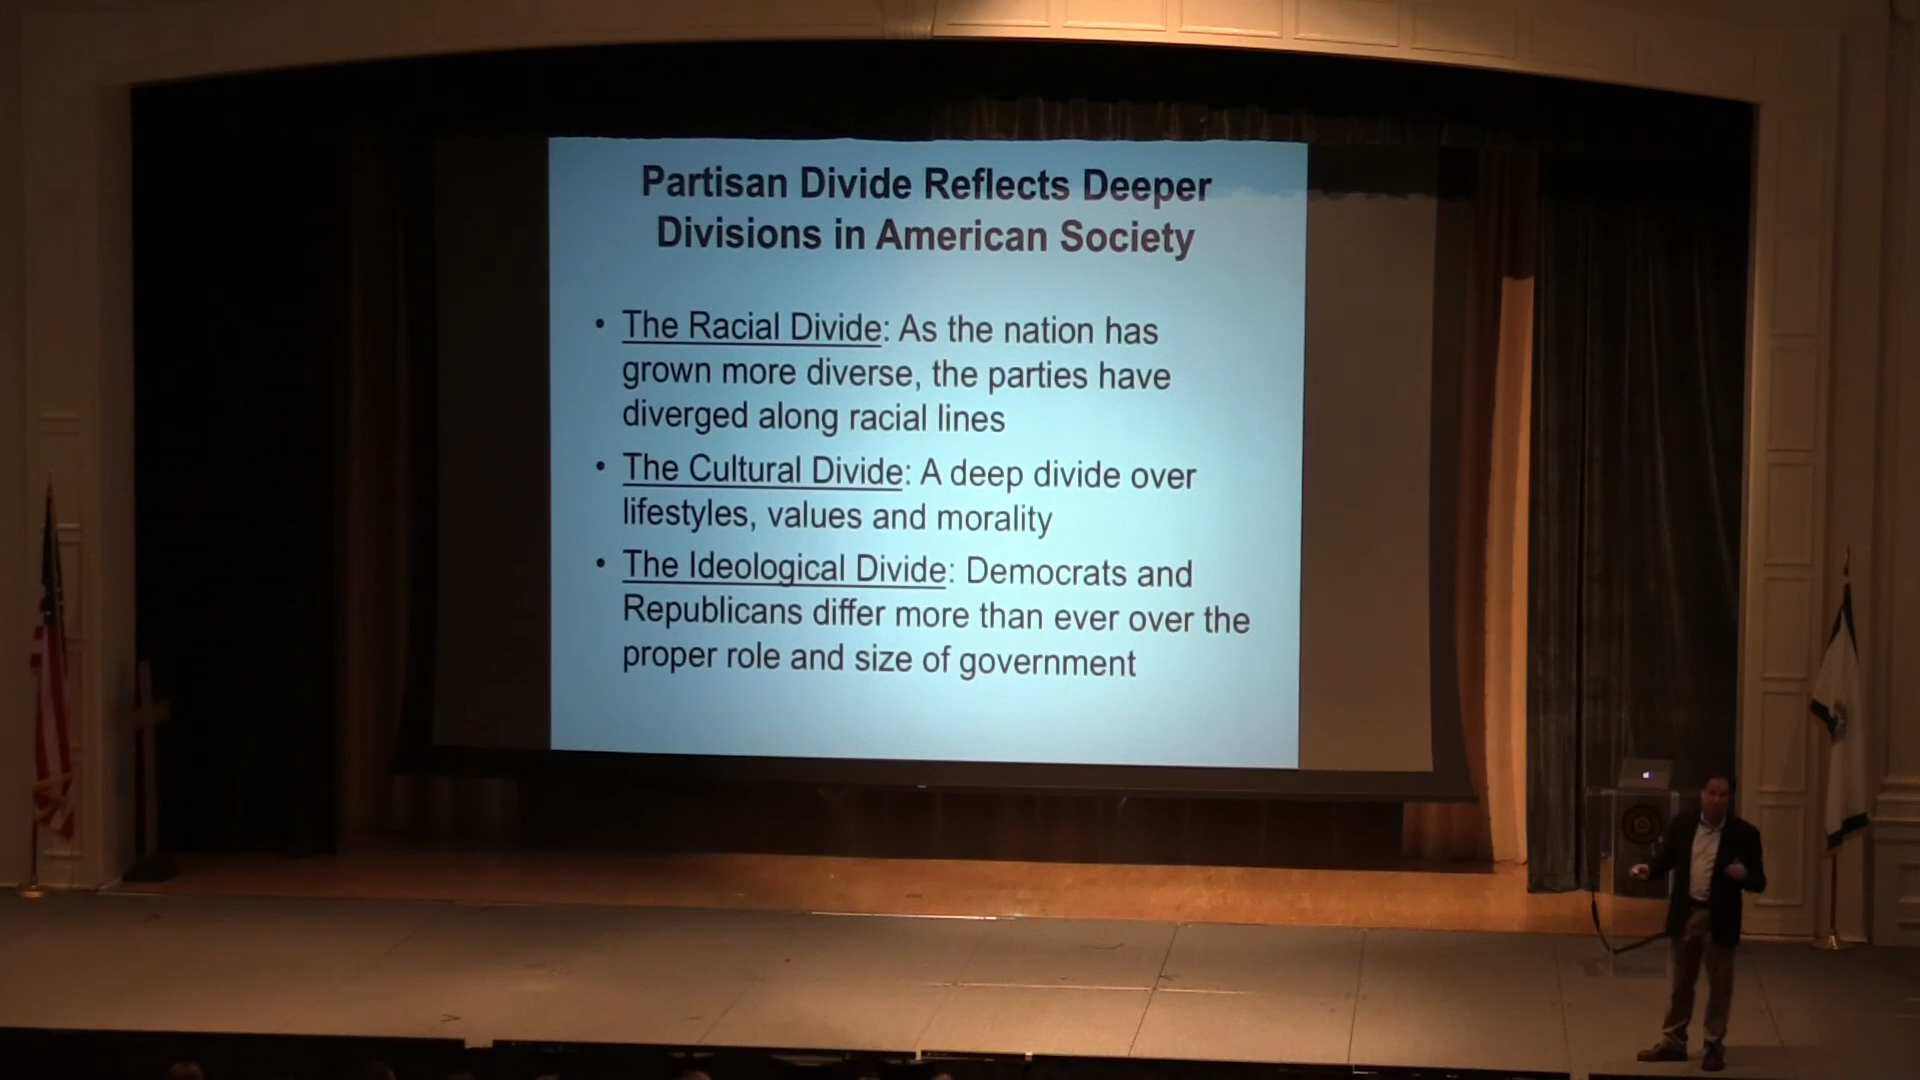 Partisan Divide Reflects Deeper
Divisions in American Society
• The Racial Divide: As the nation has
grown more diverse, the parties have
diverged along racial lines
• The Cultural Divide: A deep divide over
lifestyles, values and morality
• The Ideological Divide: Democrats and
Republicans differ more than ever over the
proper role and size of government